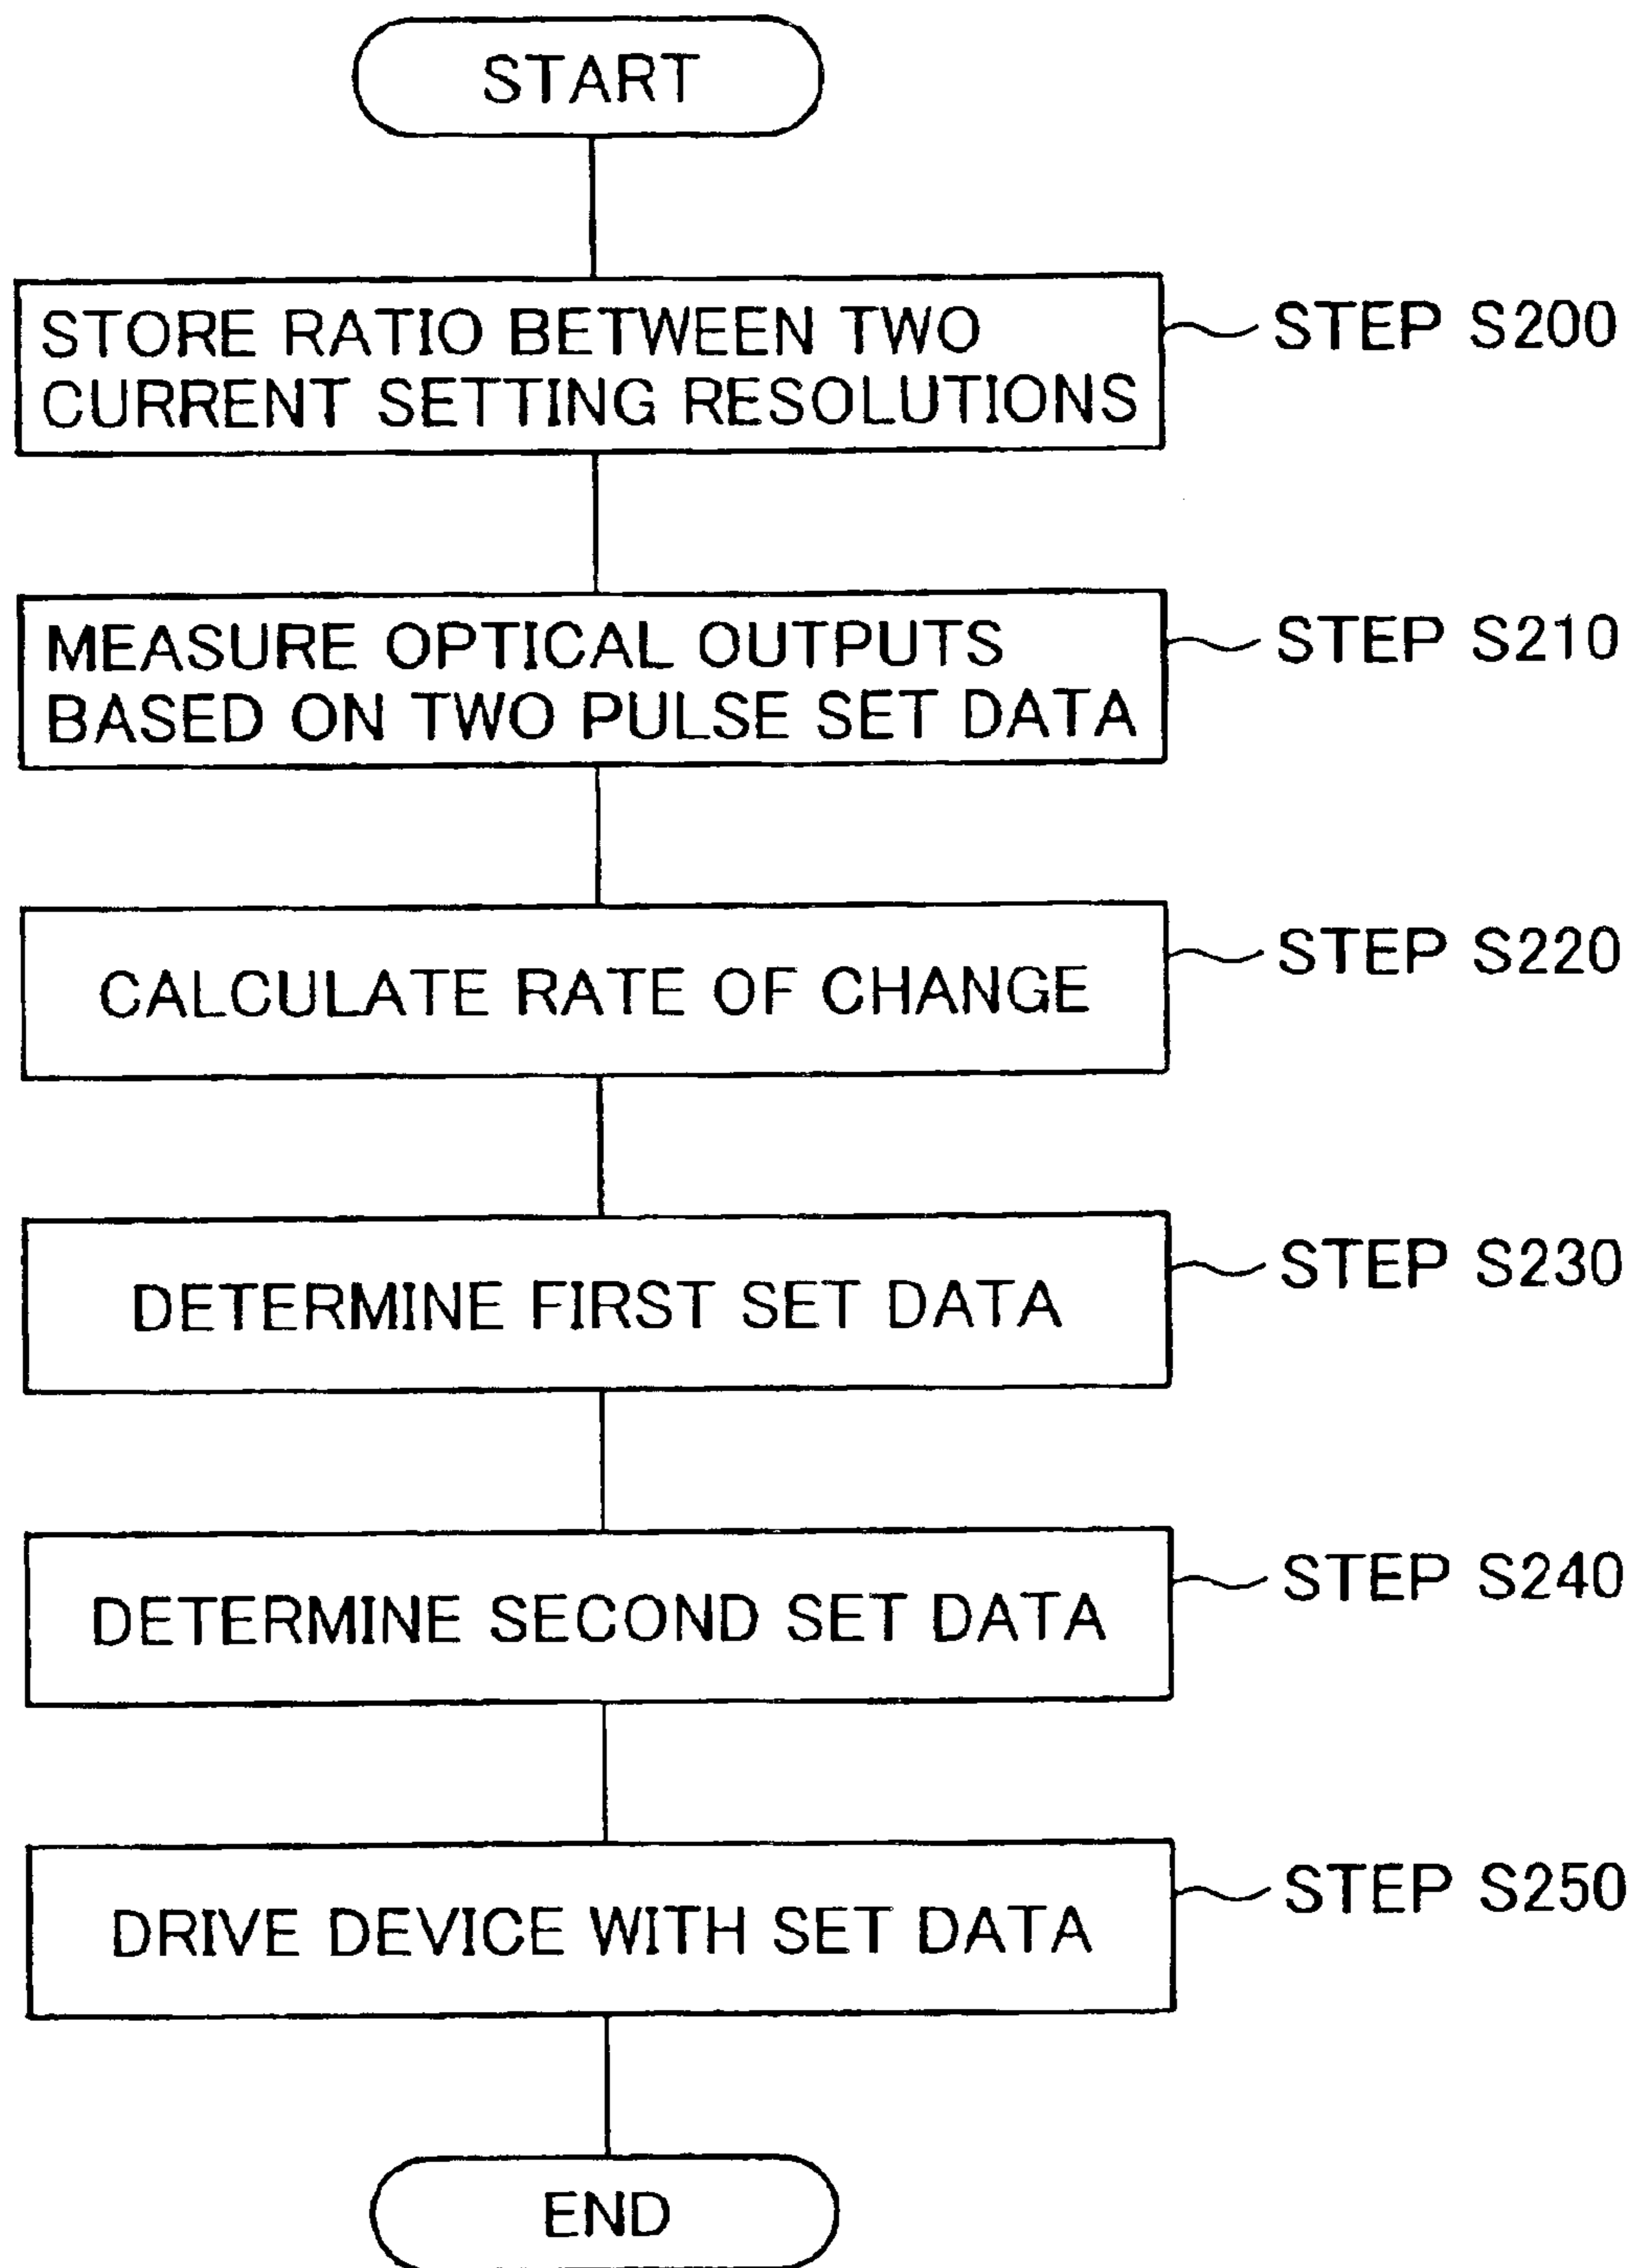 START
STORE RATIO BETWEEN TWO
CURRENT SETTING RESOLUTIONS
STEP S200
MEASURE OPTICAL OUTPUTS
BASED ON TWO PULSE SET DATA
STEP S210
CALCULATE RATE OF CHANGE
STEP S220
DETERMINE FIRST SET DATA
STEP S230
DETERMINE SECOND SET DATA
STEP S240
DRIVE DEVICE WITH SET DATA
STEP S250
END